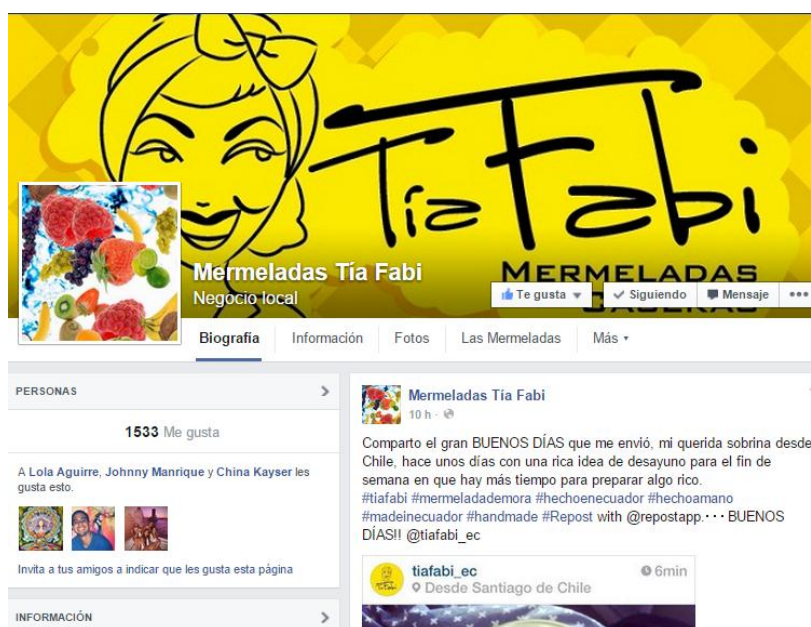 Tía Fabi
MERMELADAS
CASERAS
Mermeladas Tía Fabi
Negocio local
Te gusta
Siguiendo
Mensaje
Biografía
Información
Fotos
Las Mermeladas
Más
PERSONAS
1533 Me gusta
A Lola Aguirre, Johnny Manrique y China Kayser les
gusta esto.
Invita a tus amigos a indicar que les gusta esta página
INFORMACIÓN
Mermeladas Tía Fabi
10 h ·
Comparto el gran BUENOS DÍAS que me envió, mi querida sobrina desde
Chile, hace unos días con una rica idea de desayuno para el fin de
semana en que hay más tiempo para preparar algo rico.
#tiafabi #mermeladademora #hechoenecuador #hechoamano
#madeinecuador #handmade #Repost with @repostapp.・・・BUENOS
DÍAS!! @tiafabi_ec
Tía Fabi
tiafabi_ec
6min
Desde Santiago de Chile